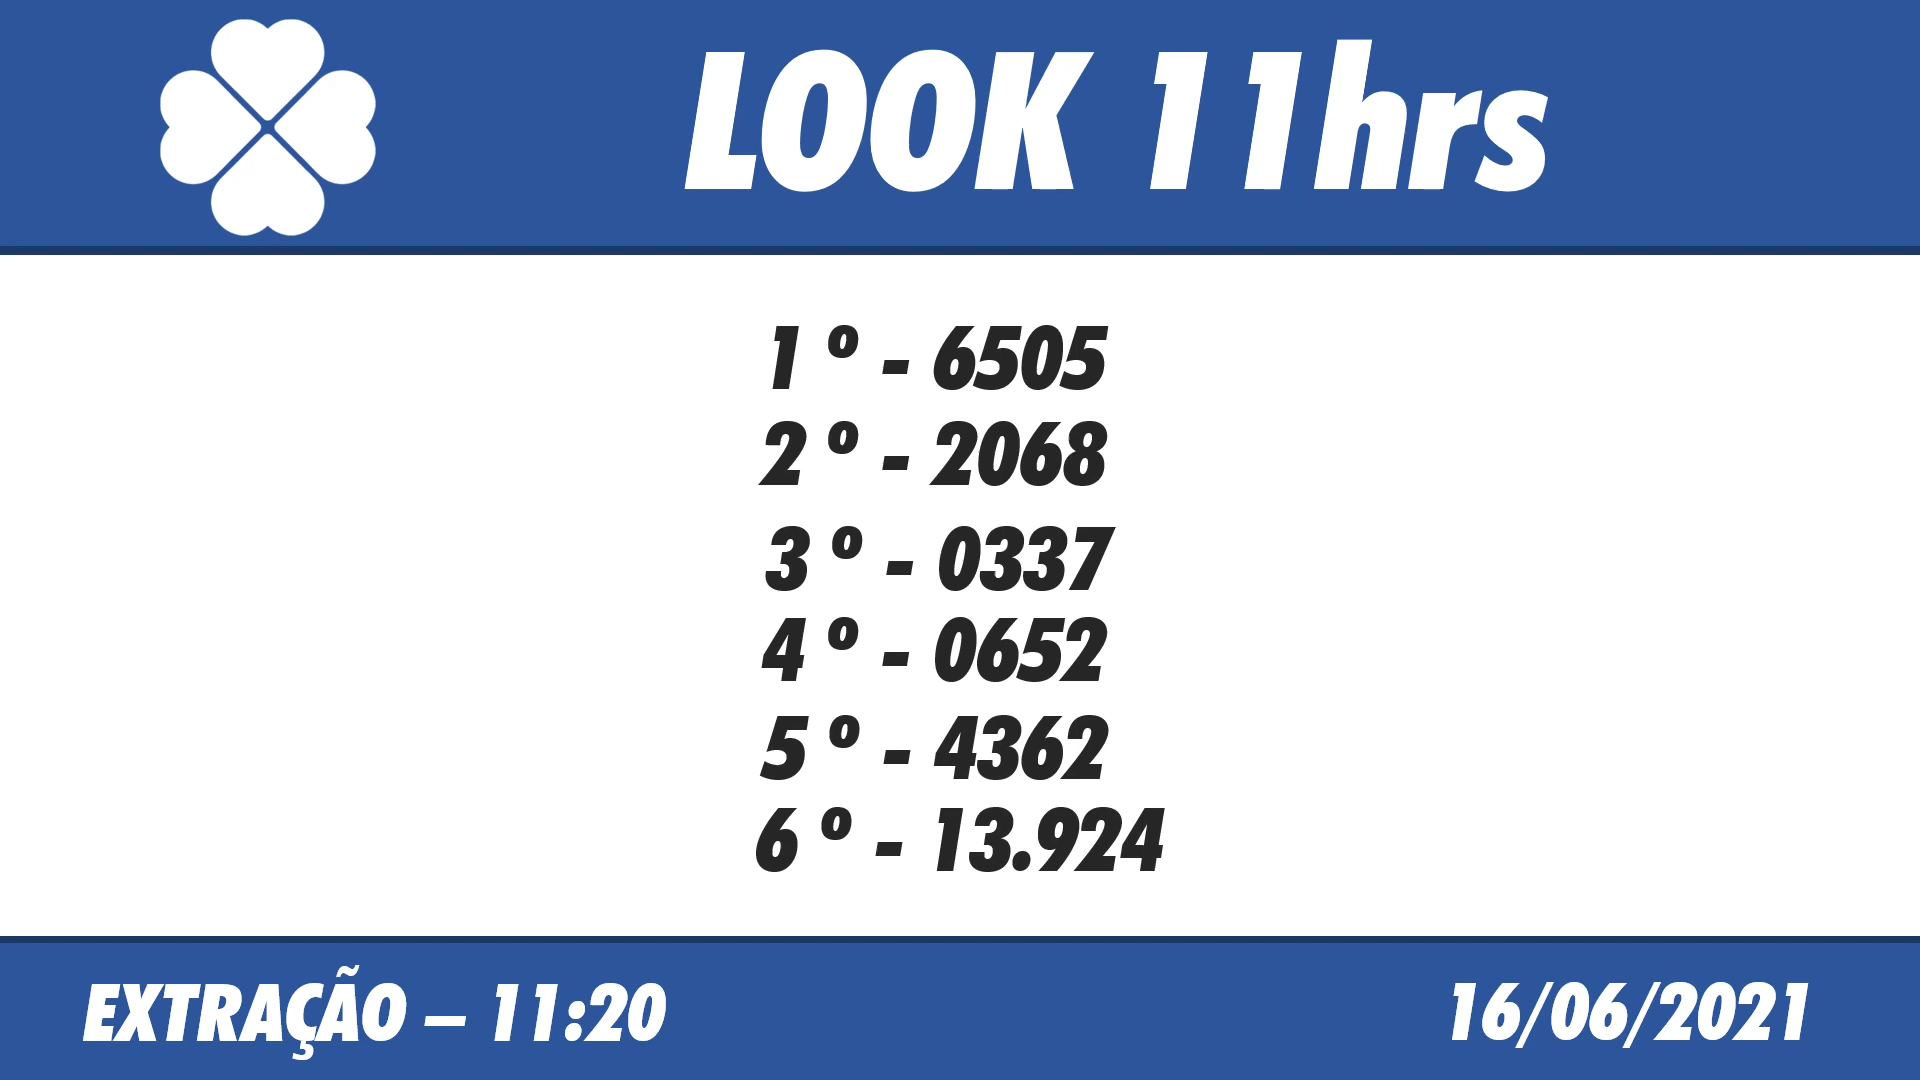 LOOK 11hrs
1 º - 6505
2 º - 2068
3 º - 0337
4 º - 0652
5 º - 4362
6 º - 13.924
EXTRAÇÃO – 11:20
16/06/2021